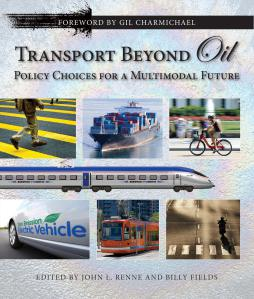 FOREWORD BY GIL CHARMICHAEL
TRANSPORT BEYOND Oil
POLICY CHOICES FOR A MULTIMODAL FUTURE
Emission
Electric Vehicle
EDITED BY JOHN L. RENNE AND BILLY FIELDS